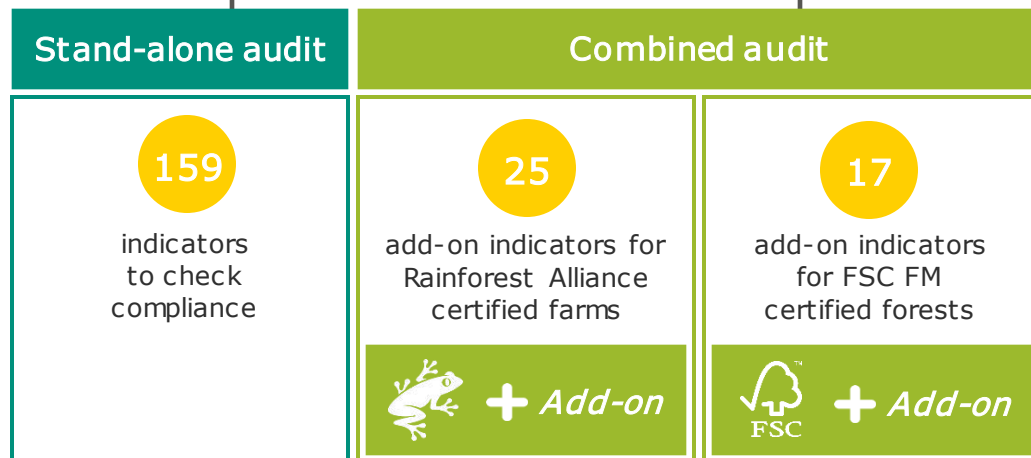 Stand-alone audit
Combined audit
159
indicators
to check
compliance
25
add-on indicators for
Rainforest Alliance
certified farms
+ Add-on
17
add-on indicators
for FSC FM
certified forests
™
FSC
+ Add-on